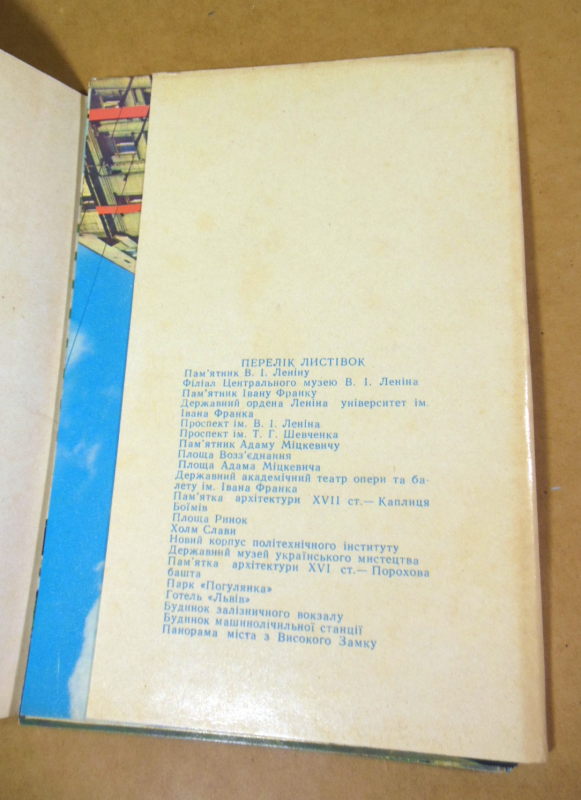 ПЕРЕЛІК ЛИСТІВОК
Пам'ятник В. І. Леніну
Філіал Центрального музею В. І. Леніна
Пам'ятник Івану Франку
Державний ордена Леніна університет ім.
Івана Франка
Проспект ім. В. І. Леніна
Проспект ім. Т. Г. Шевченка
Пам'ятник Адаму Міцкевичу
Площа Возз'єднання
Площа Адама Міцкевича
Державний академічний театр опери та ба-
лету ім. Івана Франка
Пам'ятка архітектури XVII ст.— Каплиця
Боїмів
Площа Ринок
Холм Слави
Новий корпус політехнічного інституту
Державний музей українського мистецтва
Пам'ятка архітектури XVI ст.— Порохова
башта
Парк «Погулянка»
Готель «Львів»
Будинок залізничного вокзалу
Будинок машинолічильної станції
Панорама міста з Високого Замку